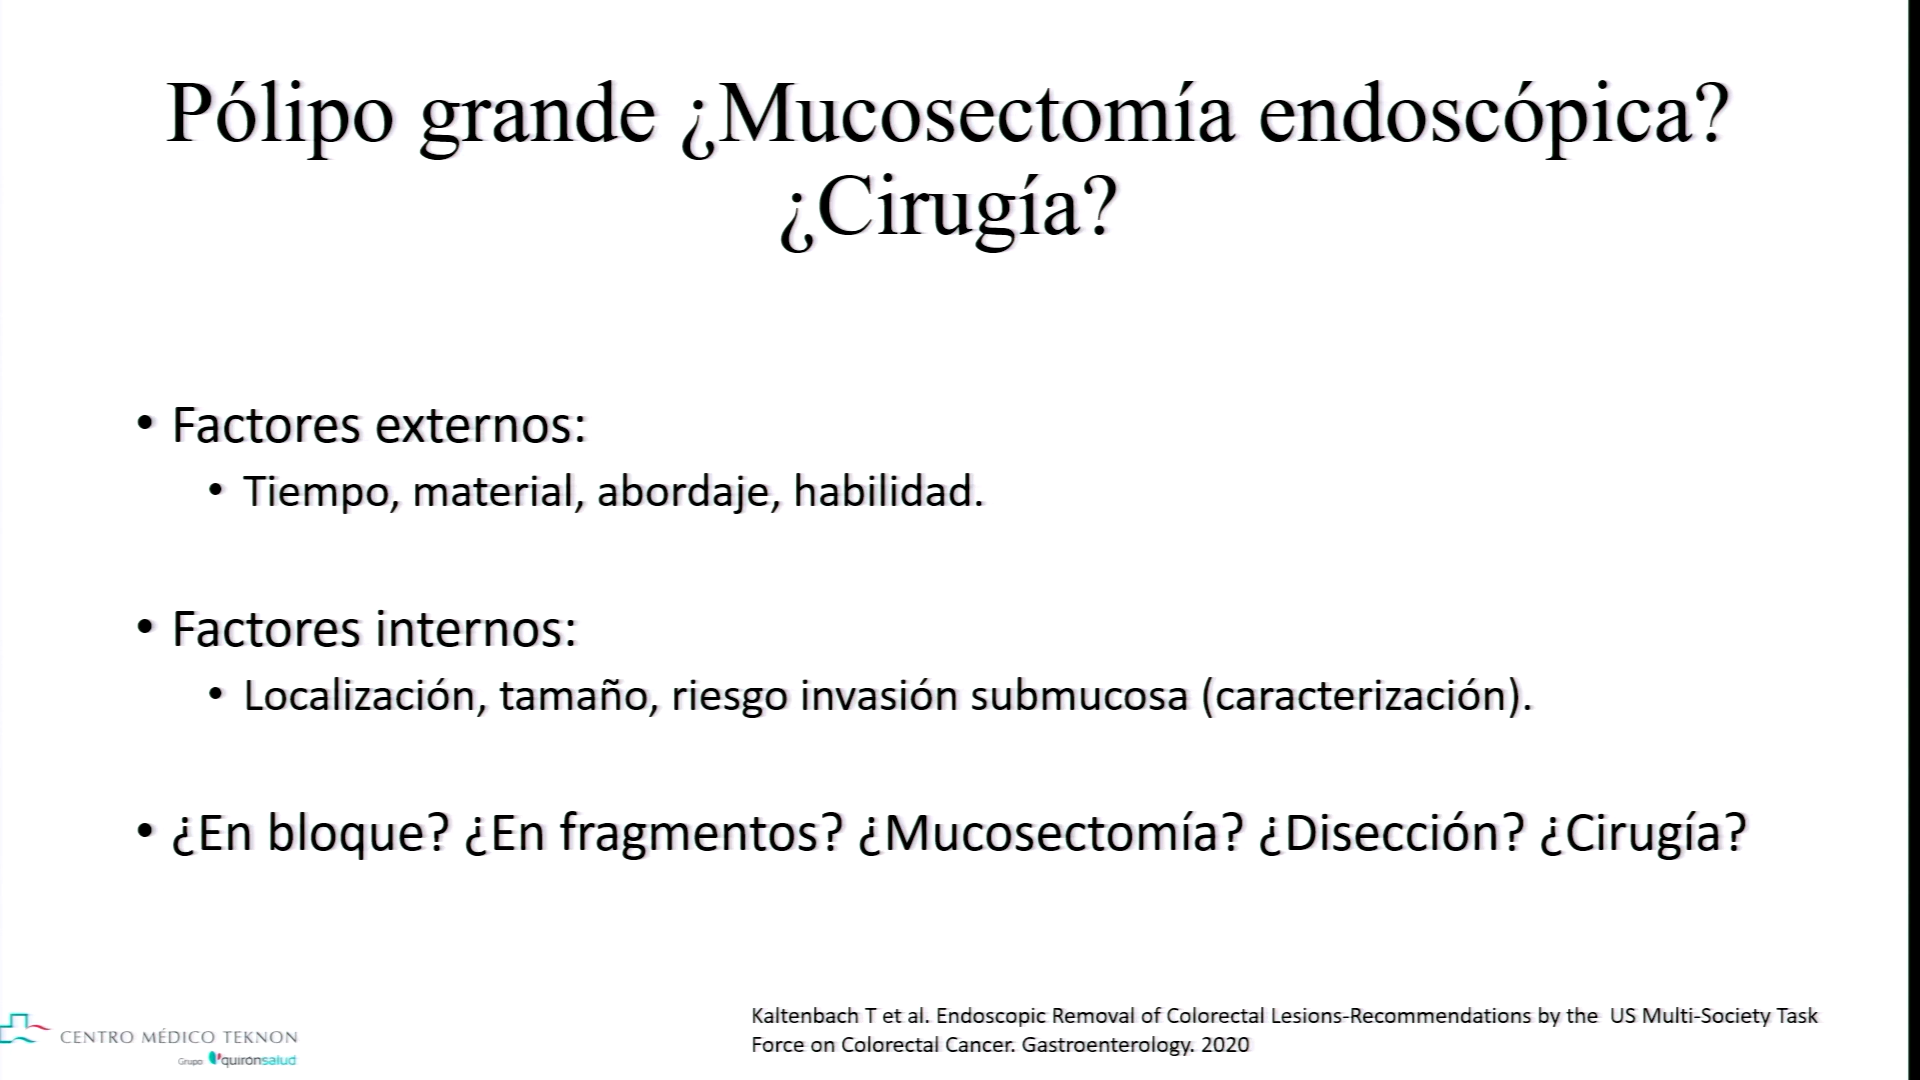 Pólipo grande ¿Mucosectomía endoscópica?
¿Cirugía?
• Factores externos:
• Tiempo, material, abordaje, habilidad.
• Factores internos:
• Localización, tamaño, riesgo invasión submucosa (caracterización).
• ¿En bloque? ¿En fragmentos? ¿Mucosectomía? ¿Disección? ¿Cirugía?
Kaltenbach T et al. Endoscopic Removal of Colorectal Lesions-Recommendations by the US Multi-Society Task
Force on Colorectal Cancer. Gastroenterology. 2020
CENTRO MÉDICO TEKNON
Grupo quirónsalud